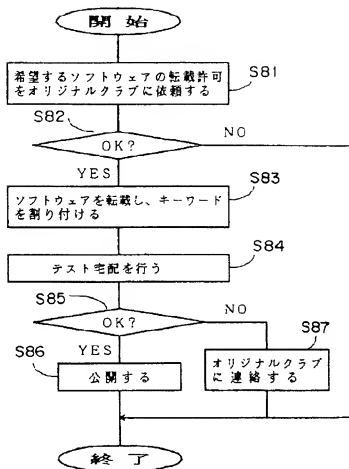 開始
S81
希望するソフトウェアの転載許可
をオリジナルクラブに依頼する
S82
OK?
NO
YES
S83
ソフトウェアを転載し、キーワード
を割り付ける
S84
テスト宅配を行う
S85
OK?
NO
YES
S86
公開する
S87
オリジナルクラブ
に連絡する
終了